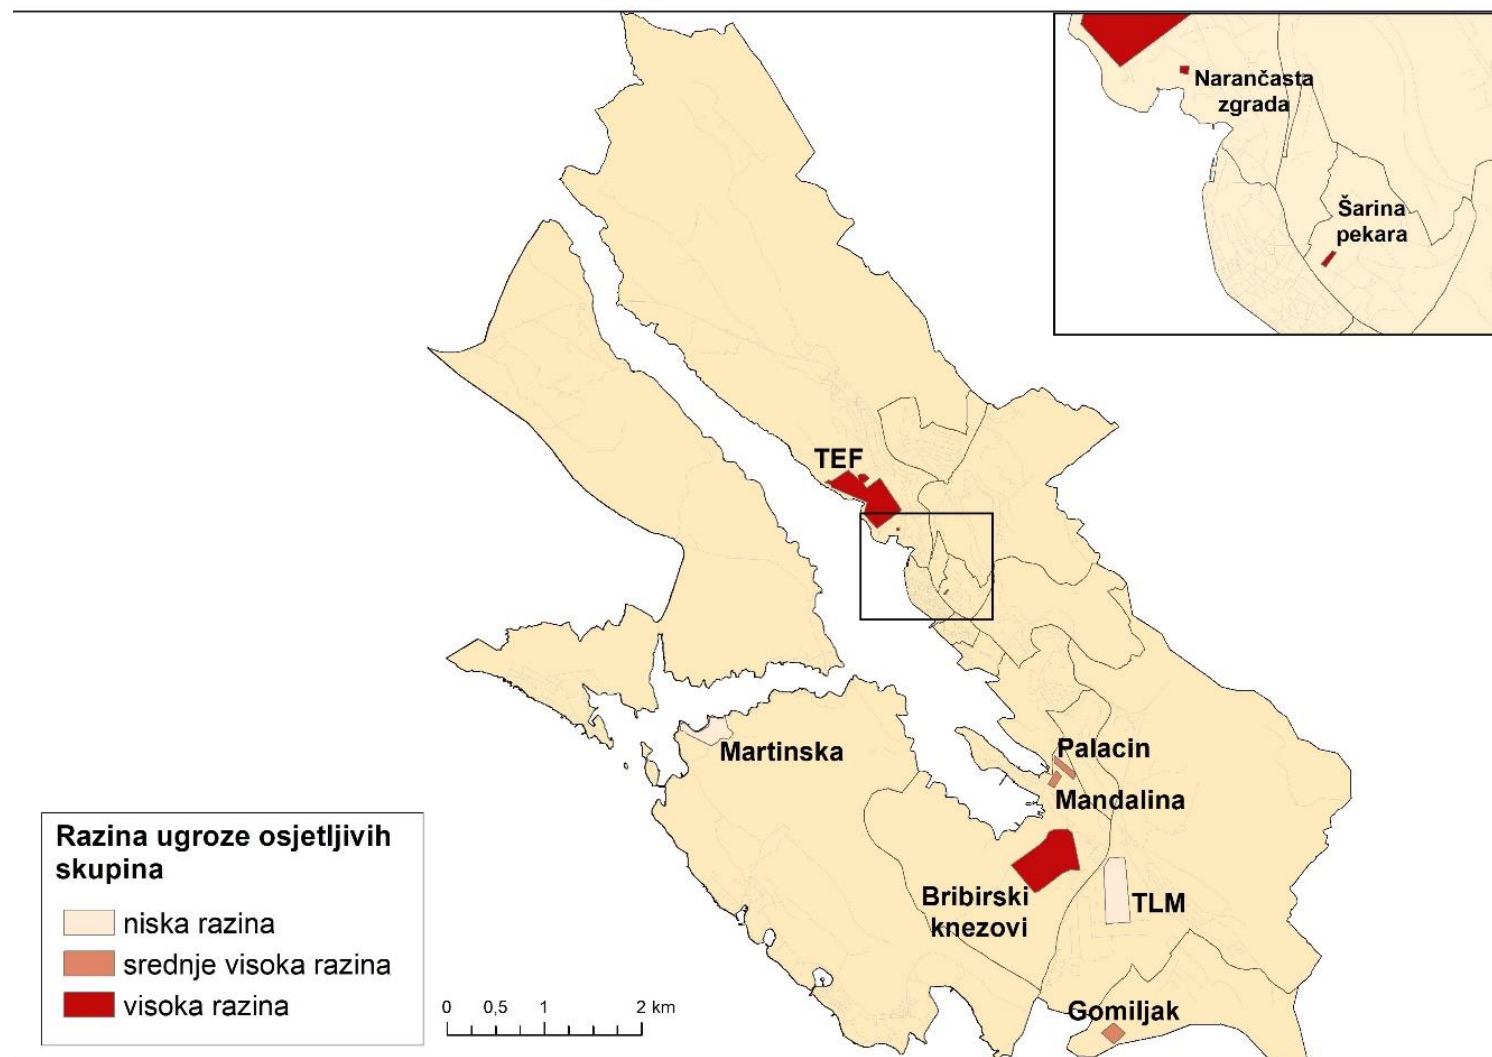 Narančasta
zgrada
Šarina
pekara
TEF
Martinska
Palacin
Mandalina
Bribirski
knezovi
TLM
Gomiljak
Razina ugroze osjetljivih
skupina
niska razina
srednje visoka razina
visoka razina
0 0,5 1 2 km